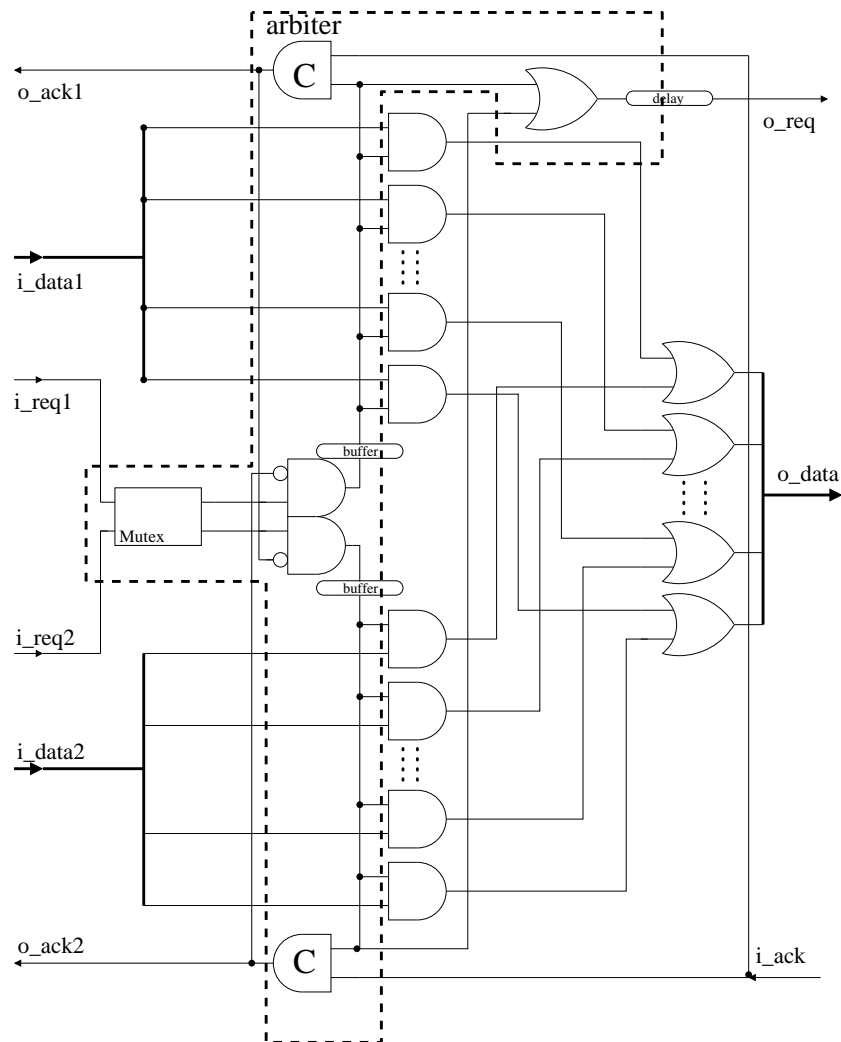 arbiter
C
o_ack1
delay
o_req
i_data1
i_req1
buffer
o_data
Mutex
buffer
i_req2
i_data2
o_ack2
C
i_ack